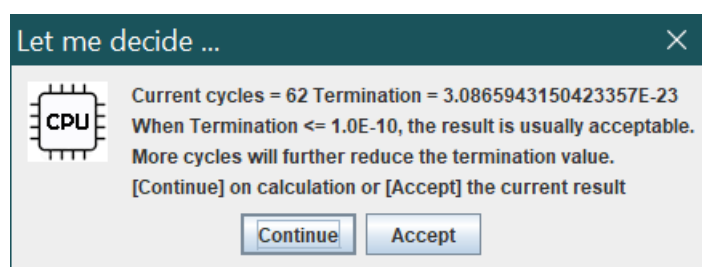 Let me decide ...
CPU
Current cycles = 62 Termination = 3.0865943150423357E-23
When Termination <= 1.0E-10, the result is usually acceptable.
More cycles will further reduce the termination value.
[Continue] on calculation or [Accept] the current result
Continue Accept